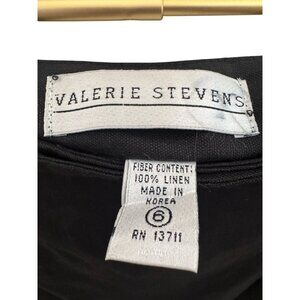 VALERIE STEVENS
FIBER CONTENT:
100% LINEN
MADE IN
KOREA
6
RN 13711